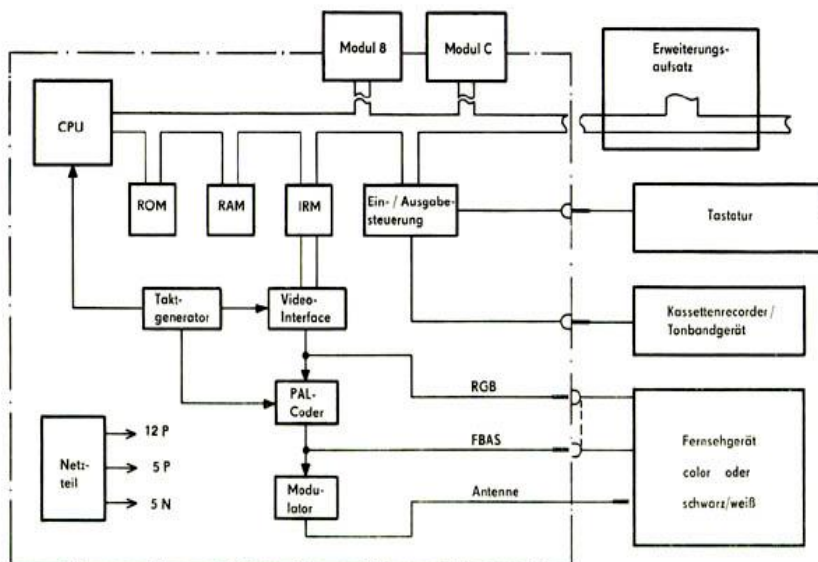 Modul 8
Modul C
Erweiterungs-
aufsatz
CPU
ROM
RAM
IRM
Ein- / Ausgabe-
steuerung
Tastatur
Takt-
generator
Video-
Interface
Kassettenrecorder /
Tonbandgerät
RGB
PAL-
Coder
12 P
FBAS
Fernsehgerät
color oder
schwarz/weiß
Netz-
teil
5 P
5 N
Modu-
lator
Antenne